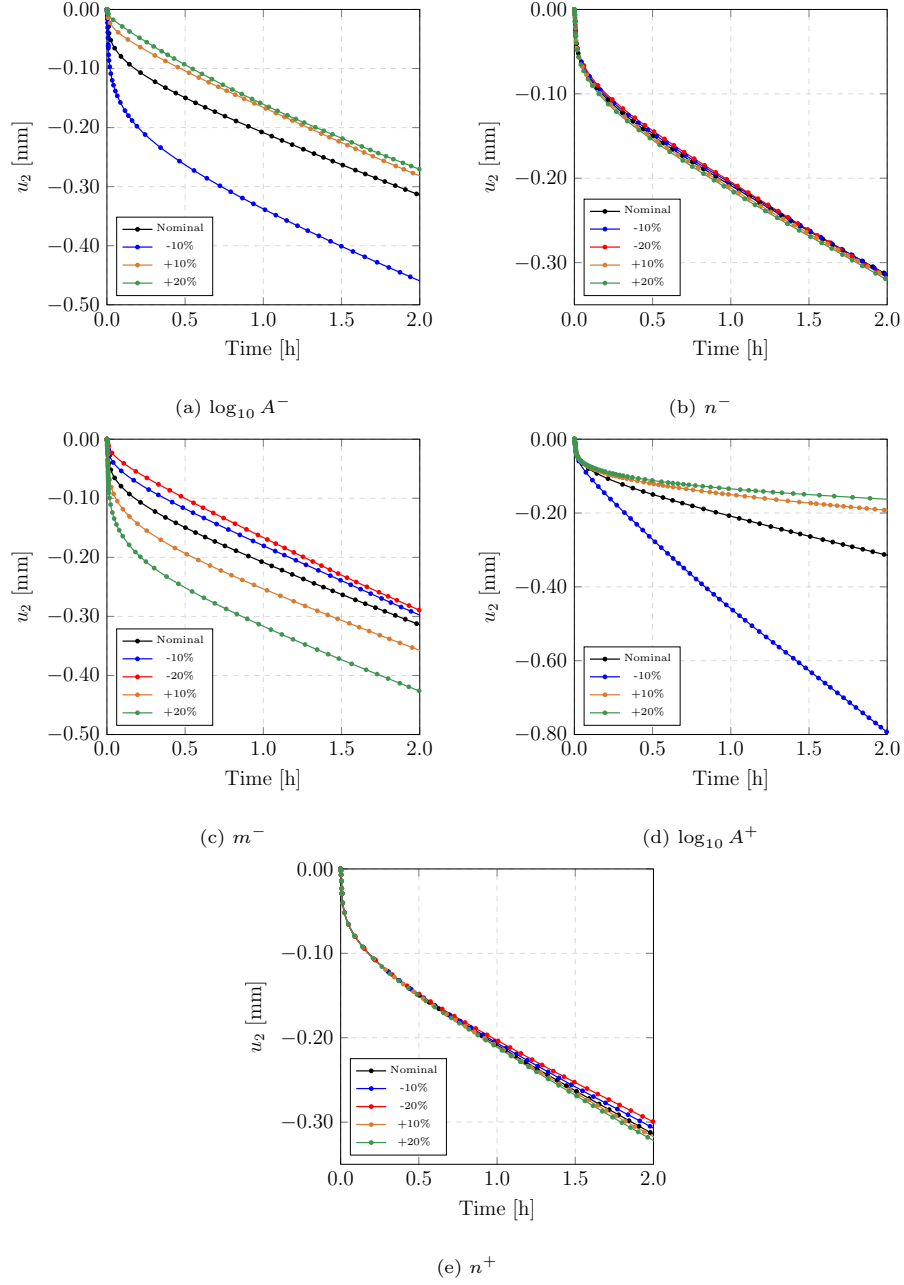 0.00
−0.10
−0.20
−0.30
−0.40
−0.50
u₂ [mm]
Nominal
-10%
+10%
+20%
0.0 0.5 1.0 1.5 2.0
Time [h]
(a) log₁₀ A⁻
0.00
−0.10
−0.20
−0.30
u₂ [mm]
Nominal
-10%
-20%
+10%
+20%
0.0 0.5 1.0 1.5 2.0
Time [h]
(b) n⁻
0.00
−0.10
−0.20
−0.30
−0.40
−0.50
u₂ [mm]
Nominal
-10%
-20%
+10%
+20%
0.0 0.5 1.0 1.5 2.0
Time [h]
(c) m⁻
0.00
−0.20
−0.40
−0.60
−0.80
u₂ [mm]
Nominal
-10%
+10%
+20%
0.0 0.5 1.0 1.5 2.0
Time [h]
(d) log₁₀ A⁺
0.00
−0.10
−0.20
−0.30
u₂ [mm]
Nominal
-10%
-20%
+10%
+20%
0.0 0.5 1.0 1.5 2.0
Time [h]
(e) n⁺